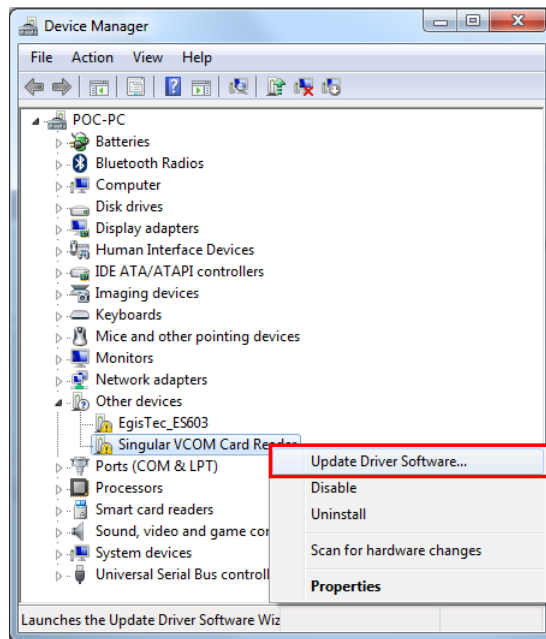 Device Manager
File Action View Help
POC-PC
Batteries
Bluetooth Radios
Computer
Disk drives
Display adapters
Human Interface Devices
IDE ATA/ATAPI controllers
Imaging devices
Keyboards
Mice and other pointing devices
Monitors
Network adapters
Other devices
EgisTec_ES603
Singular VCOM Card Reader
Update Driver Software...
Ports (COM & LPT)
Processors
Disable
Smart card readers
Uninstall
Sound, video and game cor
Scan for hardware changes
System devices
Universal Serial Bus controll
Properties
Launches the Update Driver Software Wiz